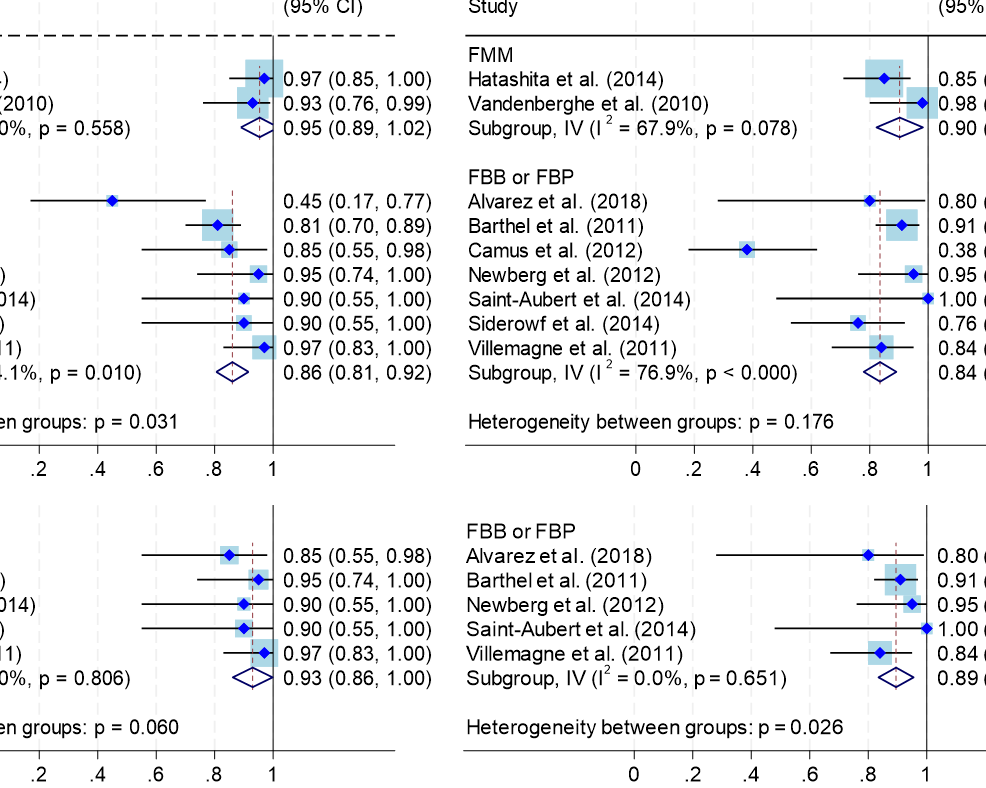 (95% CI)
)
0.97 (0.85, 1.00)
(2010)
0.93 (0.76, 0.99)
0%, p = 0.558)
0.95 (0.89, 1.02)
0.45 (0.17, 0.77)
0.81 (0.70, 0.89)
0.85 (0.55, 0.98)
)
0.95 (0.74, 1.00)
014)
0.90 (0.55, 1.00)
)
0.90 (0.55, 1.00)
11)
0.97 (0.83, 1.00)
.1%, p = 0.010)
0.86 (0.81, 0.92)
en groups: p = 0.031
.2 .4 .6 .8 1
0.85 (0.55, 0.98)
)
0.95 (0.74, 1.00)
014)
0.90 (0.55, 1.00)
)
0.90 (0.55, 1.00)
11)
0.97 (0.83, 1.00)
0%, p = 0.806)
0.93 (0.86, 1.00)
en groups: p = 0.060
.2 .4 .6 .8 1
Study (95%
FMM
Hatashita et al. (2014) 0.85 (
Vandenberghe et al. (2010) 0.98 (
Subgroup, IV (I² = 67.9%, p = 0.078) 0.90 (
FBB or FBP
Alvarez et al. (2018) 0.80 (
Barthel et al. (2011) 0.91 (
Camus et al. (2012) 0.38 (
Newberg et al. (2012) 0.95 (
Saint-Aubert et al. (2014) 1.00 (
Siderowf et al. (2014) 0.76 (
Villemagne et al. (2011) 0.84 (
Subgroup, IV (I² = 76.9%, p < 0.000) 0.84 (
Heterogeneity between groups: p = 0.176
0 .2 .4 .6 .8 1
FBB or FBP
Alvarez et al. (2018) 0.80 (
Barthel et al. (2011) 0.91 (
Newberg et al. (2012) 0.95 (
Saint-Aubert et al. (2014) 1.00 (
Villemagne et al. (2011) 0.84 (
Subgroup, IV (I² = 0.0%, p = 0.651) 0.89 (
Heterogeneity between groups: p = 0.026
0 .2 .4 .6 .8 1